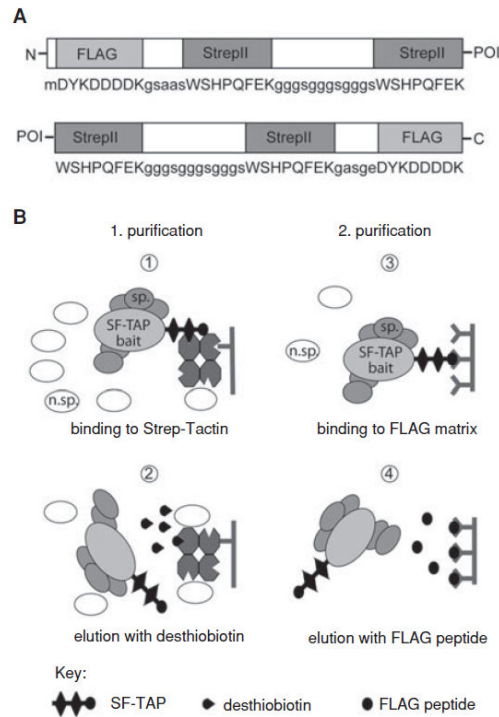 A
N FLAG StrepII StrepII POI
mDYKDDDDKgsaasWSHPQFEKgggsgggsgggsWSHPQFEK
POI StrepII StrepII FLAG C
WSHPQFEKgggsgggsgggsWSHPQFEKgasgeDYKDDDDK
B
1. purification 2. purification
1 3
sp. sp.
SF-TAP SF-TAP
bait bait
n.sp. n.sp.
binding to Strep-Tactin binding to FLAG matrix
2 4
elution with desthiobiotin elution with FLAG peptide
Key:
SF-TAP desthiobiotin FLAG peptide